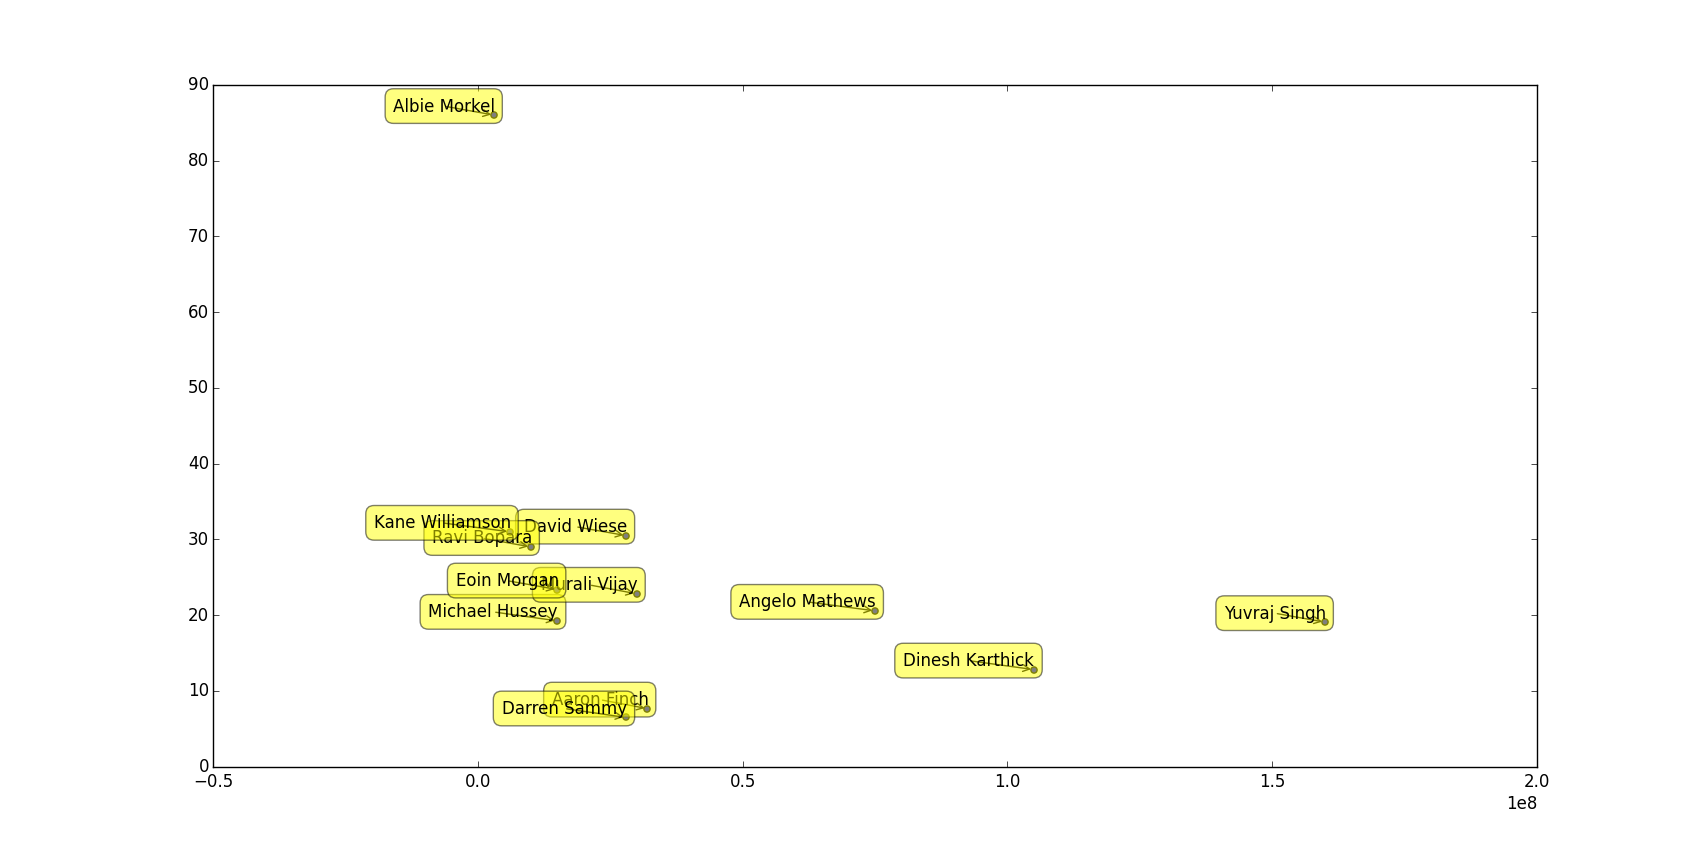 90
80
70
60
50
40
30
20
10
0
Albie Morkel
Kane Williamson
David Wiese
Ravi Bopara
Eoin Morgan
Murali Vijay
Michael Hussey
Angelo Mathews
Yuvraj Singh
Dinesh Karthick
Aaron Finch
Darren Sammy
−0.5 0.0 0.5 1.0 1.5 2.0
1e8